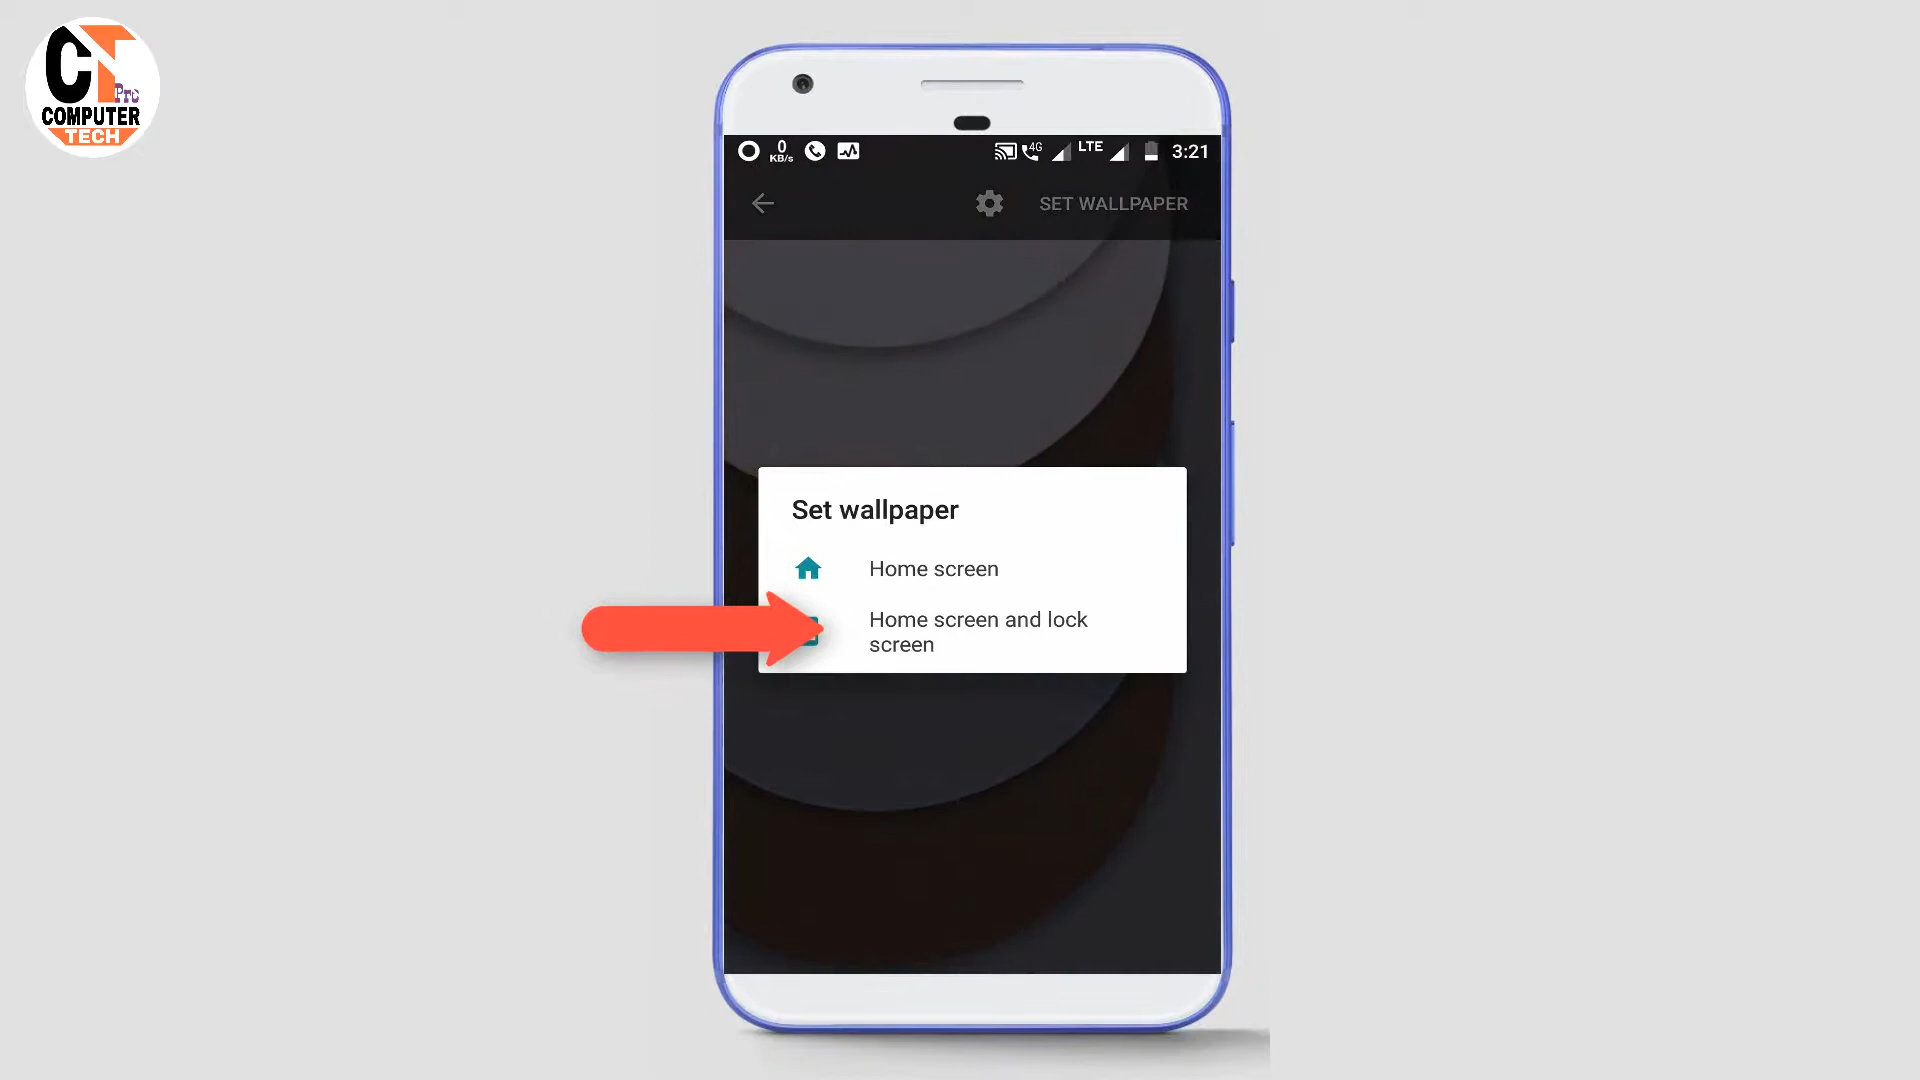 CT
Pro
COMPUTER
TECH
0
KB/s
4G
LTE
3:21
SET WALLPAPER
Set wallpaper
Home screen
Home screen and lock
screen